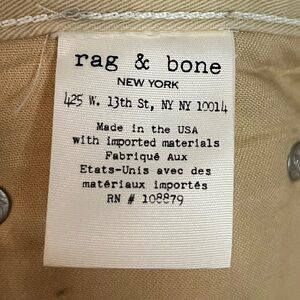 rag & bone
NEW YORK
425 W. 13th St, NY NY 10014
Made in the USA
with imported materials
Fabriqué Aux
Etats-Unis avec des
matériaux importés
RN # 108879